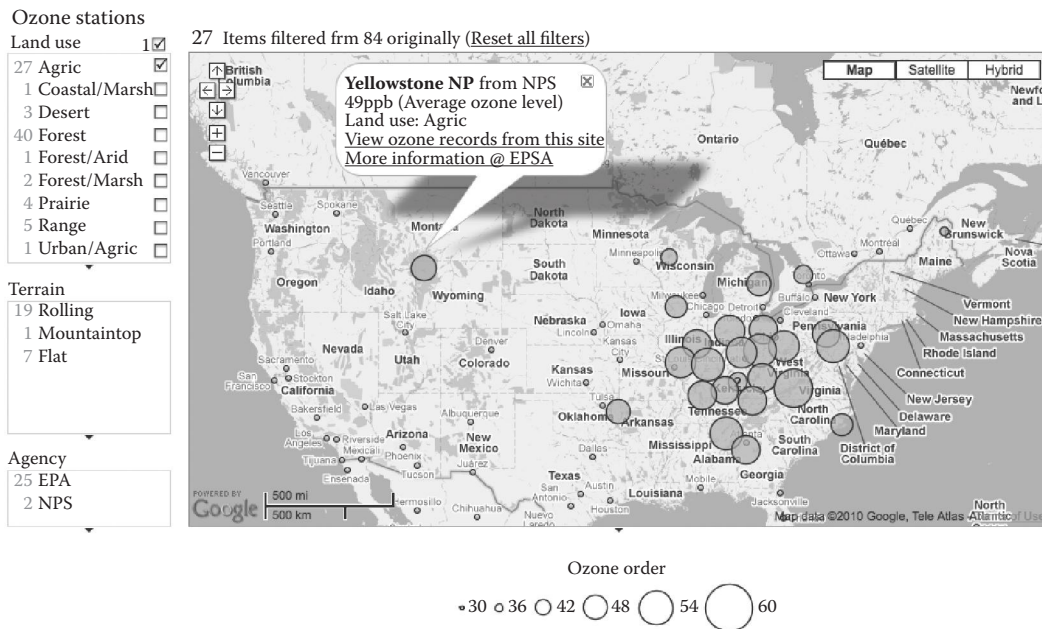 Ozone stations
Land use 1
27 Agric
1 Coastal/Marsh
3 Desert
40 Forest
1 Forest/Arid
2 Forest/Marsh
4 Prairie
5 Range
1 Urban/Agric
Terrain
19 Rolling
1 Mountaintop
7 Flat
Agency
25 EPA
2 NPS
27 Items filtered frm 84 originally (Reset all filters)
Map Satellite Hybrid
Yellowstone NP from NPS
49ppb (Average ozone level)
Land use: Agric
View ozone records from this site
More information @ EPSA
British
Ontario
Québec
Vancouver
Seattle
Spokane
Washington
Portland
North
Dakota
Minnesota
Minneapolis
Wisconsin
Québec
New
Brunswick
Montréal
Ottawa
Maine
Nova
Scotia
Oregon
Idaho
Wyoming
South
Dakota
Michigan
Toronto
Buffalo
New York
Vermont
New Hampshire
Massachusetts
Rhode Island
Connecticut
New Jersey
Delaware
Maryland
District of
Columbia
Milwaukee
Chicago
Detroit
Cleveland
Pennsylvania
Iowa
Nebraska
Omaha
Lincoln
Salt Lake
City
Nevada
Utah
Denver
Colorado
Kansas
City
Kansas
Wichita
Missouri
Illinois
West
Virginia
Virginia
Sacramento
San
Francisco
Stockton
California
Bakersfield
Las Vegas
Los
Angeles
Riverside
Mexicali
Tijuana
Ensenada
Arizona
Phoenix
Tucson
Albuquerque
New
Mexico
Juárez
Tulsa
Oklahoma
Arkansas
Tennessee
North
Carolina
South
Carolina
Mississippi
Alabama
Georgia
Dallas
Texas
Austin
San
Antonio
Houston
Louisiana
Mobile
Jacksonville
Hermosillo
Chihuahua
Nuevo
Laredo
North
POWERED BY
Google
500 mi
500 km
Map data ©2010 Google, Tele Atlas
Ozone order
30 36 42 48 54 60